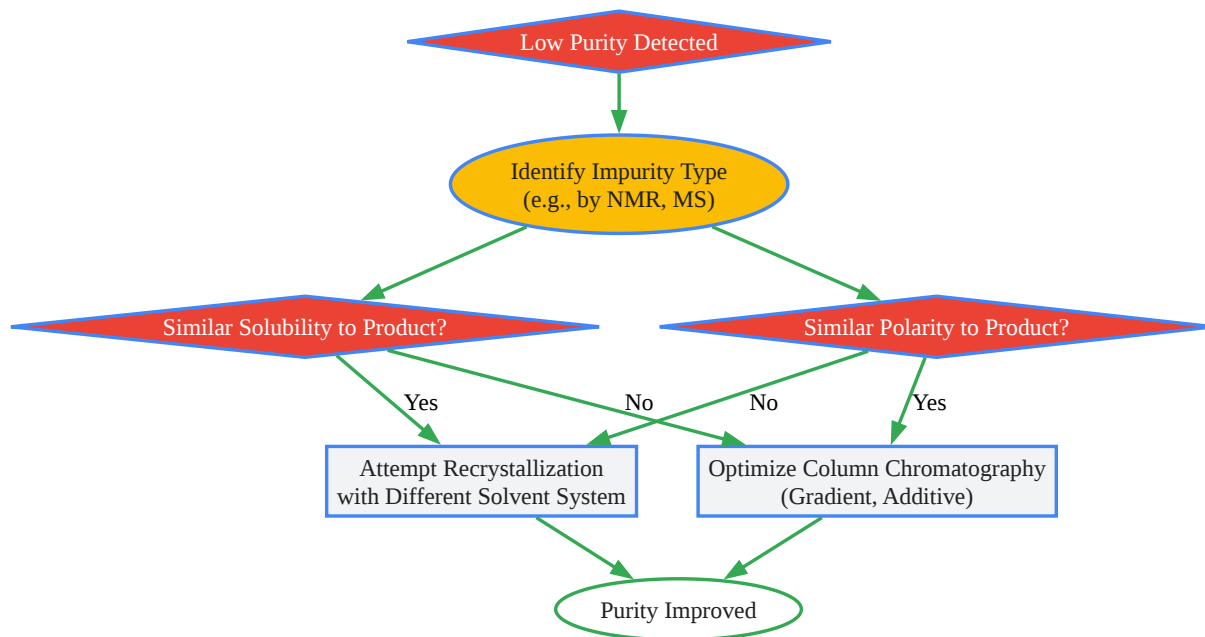 Low Purity Detected
Identify Impurity Type
(e.g., by NMR, MS)
Similar Solubility to Product?
Similar Polarity to Product?
Yes
No
No
Yes
Attempt Recrystallization
with Different Solvent System
Optimize Column Chromatography
(Gradient, Additive)
Purity Improved